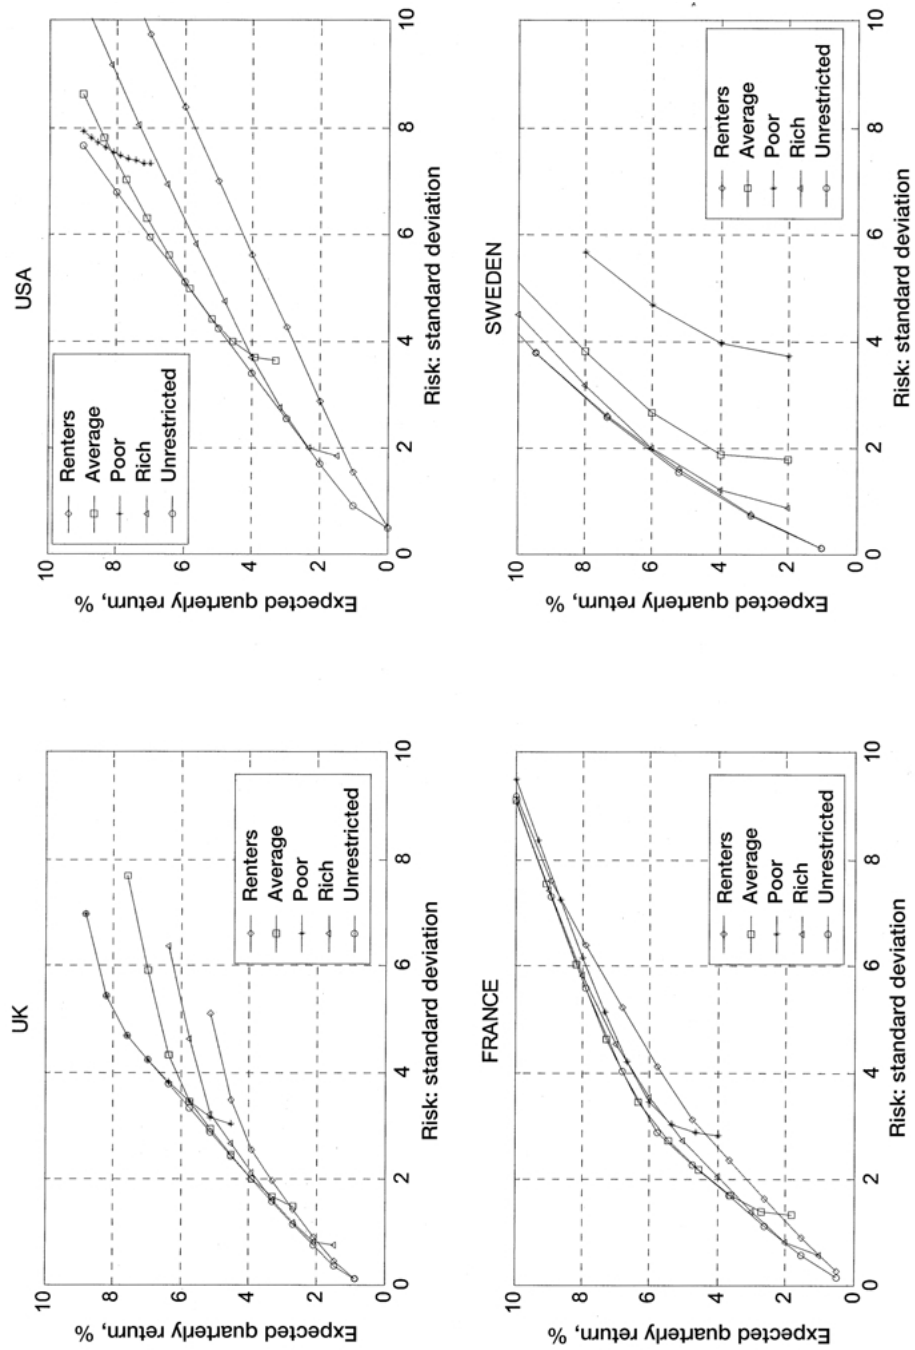 UK
10
8
6
4
2
0
Expected quarterly return, %
Renters
Average
Poor
Rich
Unrestricted
0 2 4 6 8 10
Risk: standard deviation
USA
10
8
6
4
2
0
Expected quarterly return, %
Renters
Average
Poor
Rich
Unrestricted
0 2 4 6 8 10
Risk: standard deviation
FRANCE
10
8
6
4
2
0
Expected quarterly return, %
Renters
Average
Poor
Rich
Unrestricted
0 2 4 6 8 10
Risk: standard deviation
SWEDEN
10
8
6
4
2
0
Expected quarterly return, %
Renters
Average
Poor
Rich
Unrestricted
0 2 4 6 8 10
Risk: standard deviation